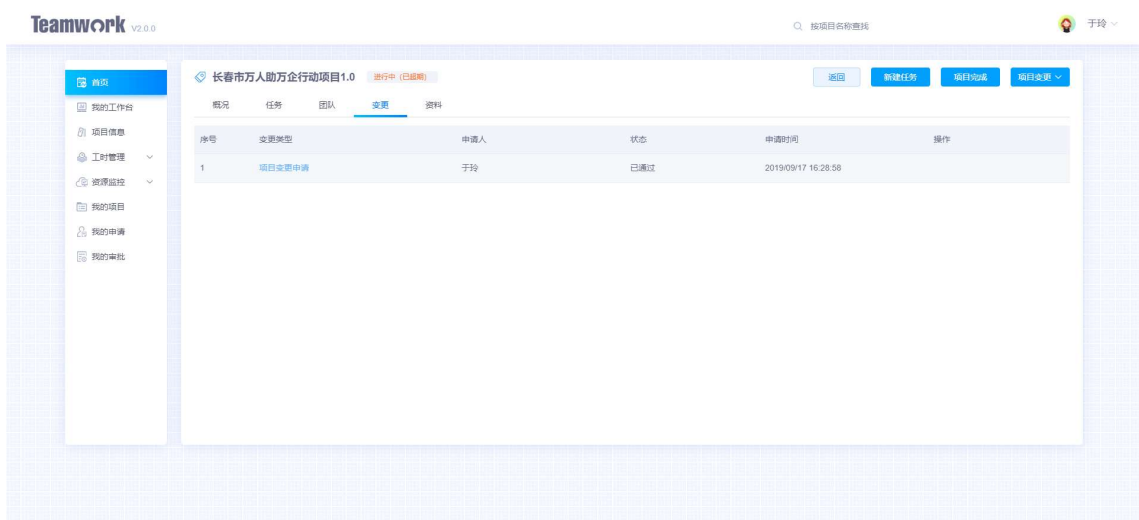 Teamwork V2.0.0
按项目名称查找
于玲
首页
我的工作台
项目信息
工时管理
资源监控
我的项目
我的申请
我的审批
长春市万人助万企行动项目1.0 进行中 (已超期)
返回 新建任务 项目完成 项目变更
概况 任务 团队 变更 资料
序号 变更类型 申请人 状态 申请时间 操作
1 项目变更申请 于玲 已通过 2019/09/17 16:28:58